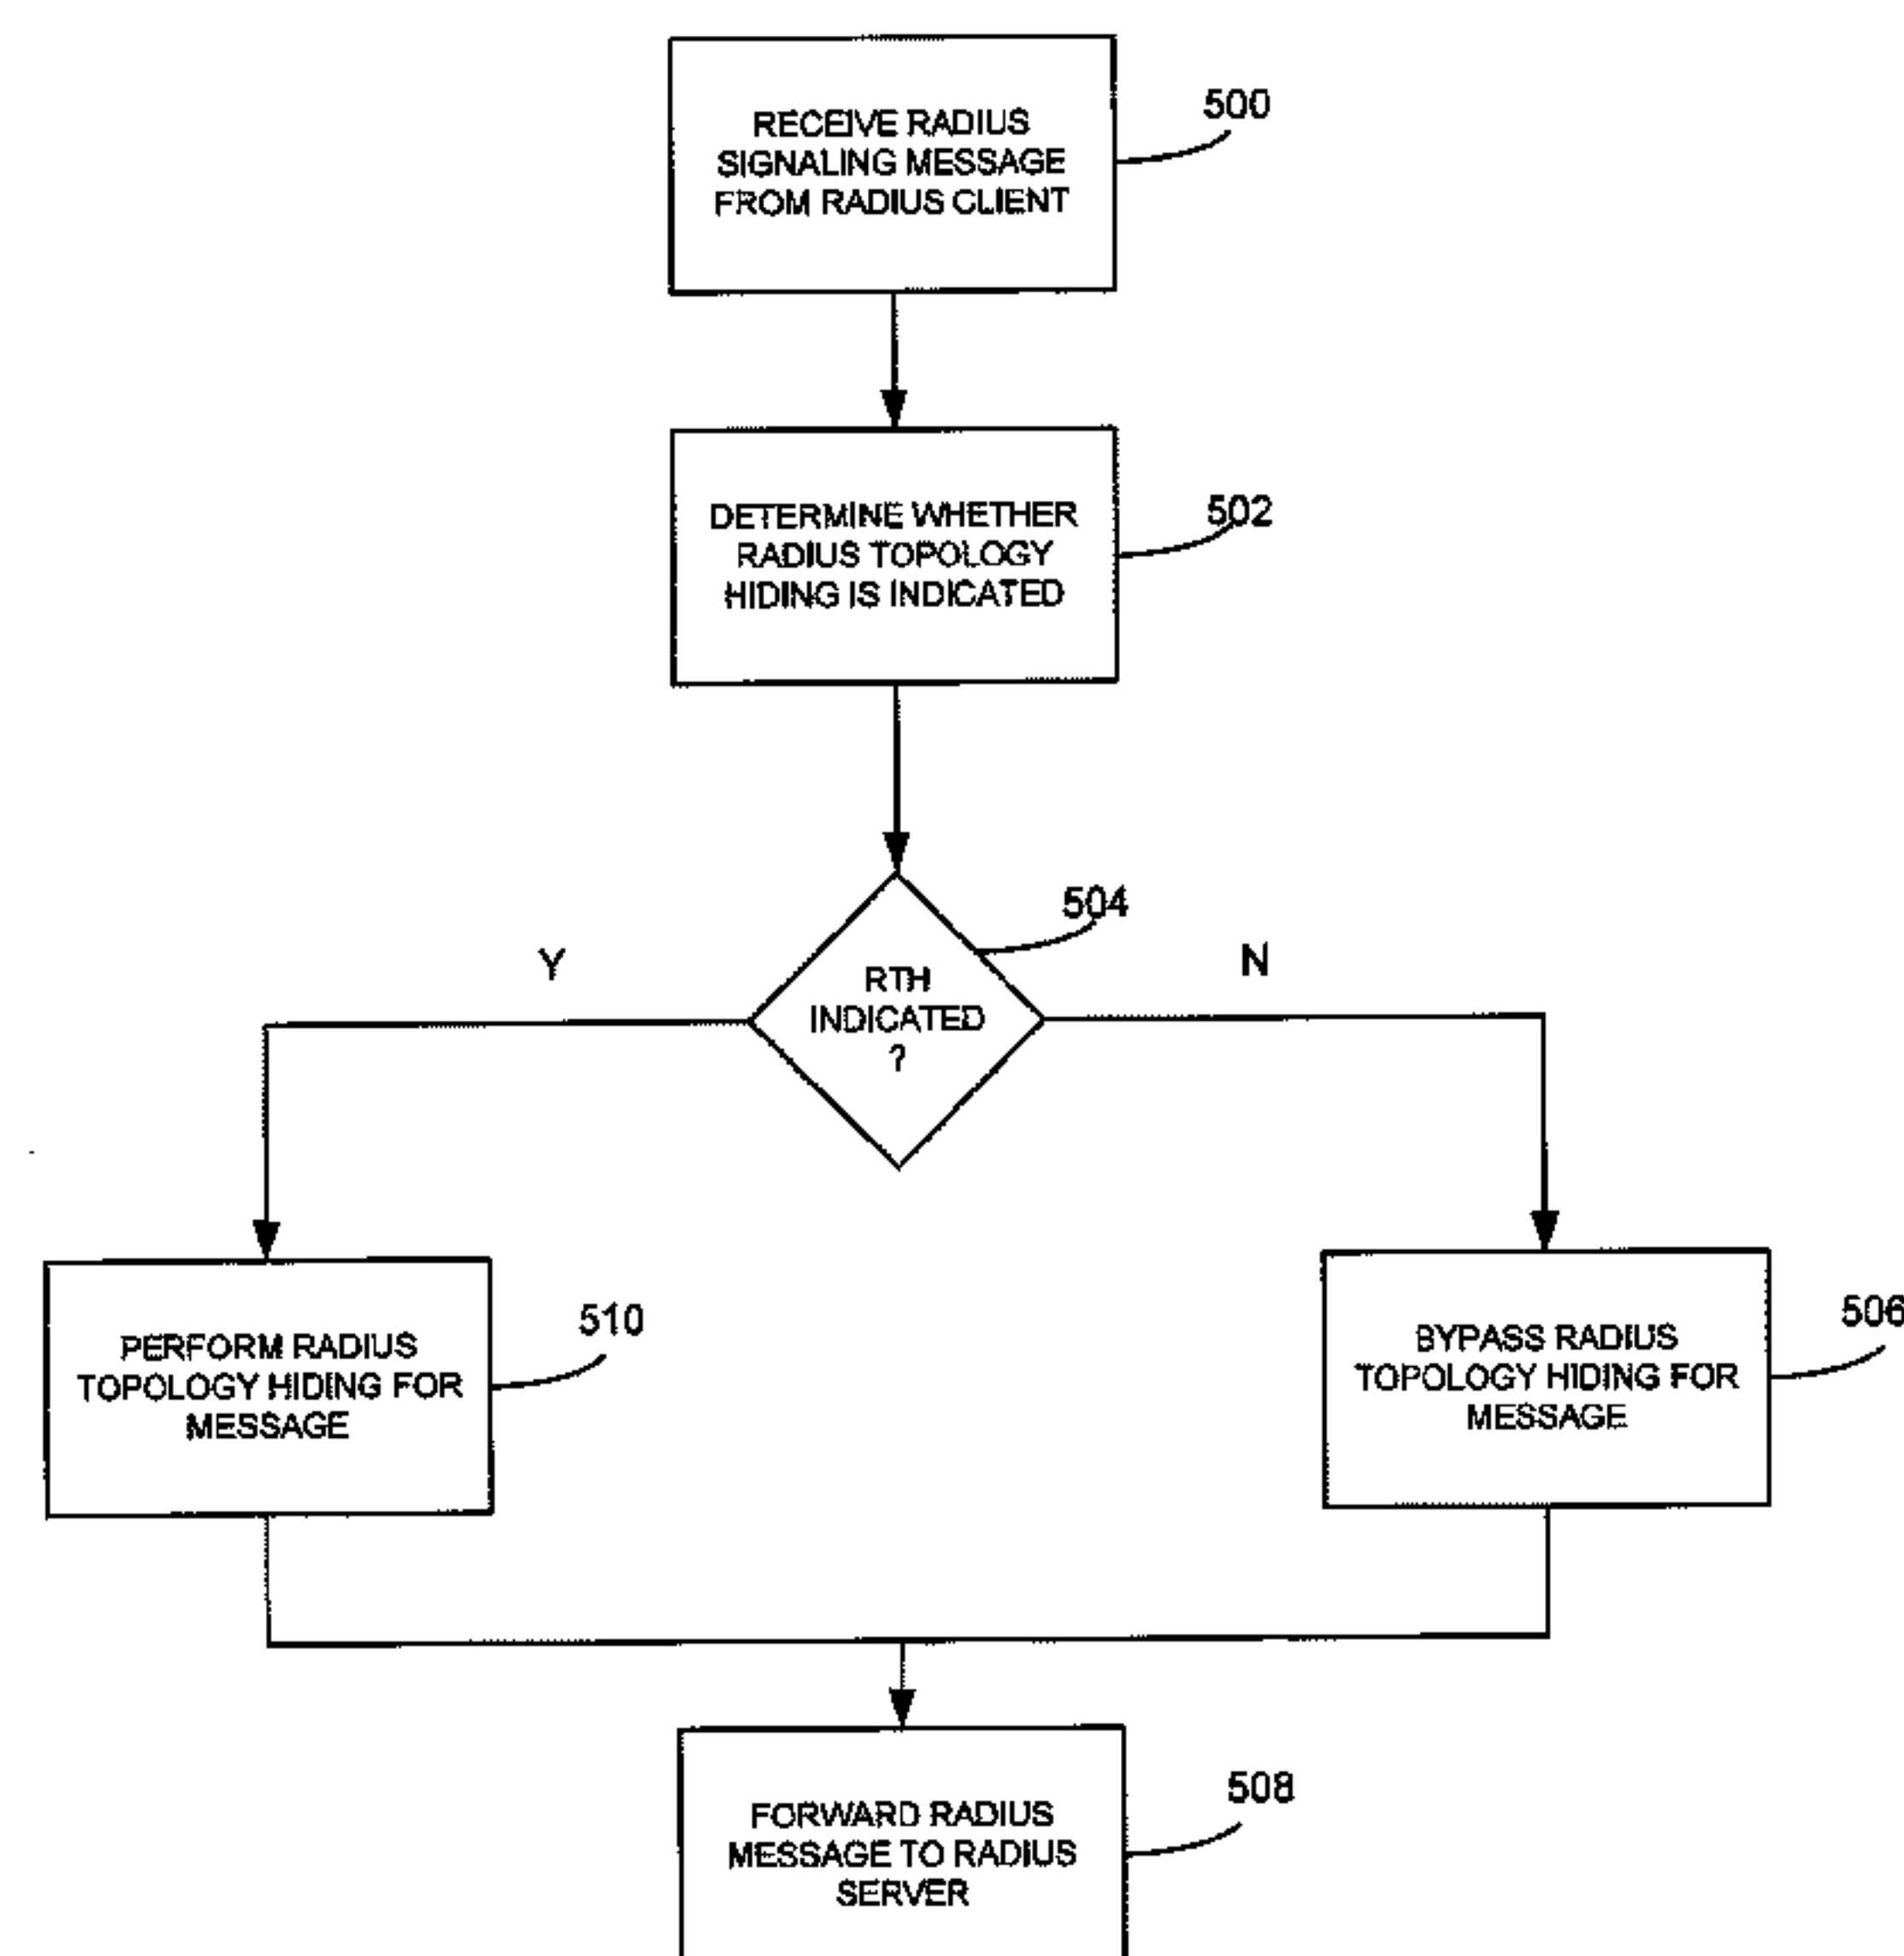 RECEIVE RADIUS
SIGNALING MESSAGE
FROM RADIUS CLIENT
500
DETERMINE WHETHER
RADIUS TOPOLOGY
HIDING IS INDICATED
502
504
Y
N
RTH
INDICATED
?
PERFORM RADIUS
TOPOLOGY HIDING FOR
MESSAGE
510
BYPASS RADIUS
TOPOLOGY HIDING FOR
MESSAGE
506
FORWARD RADIUS
MESSAGE TO RADIUS
SERVER
508